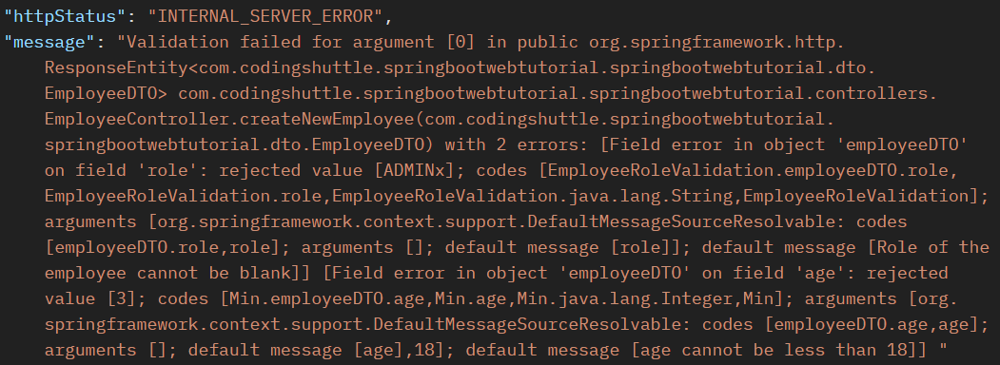 "httpStatus": "INTERNAL_SERVER_ERROR",
"message": "Validation failed for argument [0] in public org.springframework.http.
ResponseEntity<com.codingshuttle.springbootwebtutorial.springbootwebtutorial.dto.
EmployeeDTO> com.codingshuttle.springbootwebtutorial.springbootwebtutorial.controllers.
EmployeeController.createNewEmployee(com.codingshuttle.springbootwebtutorial.
springbootwebtutorial.dto.EmployeeDTO) with 2 errors: [Field error in object 'employeeDTO'
on field 'role': rejected value [ADMINx]; codes [EmployeeRoleValidation.employeeDTO.role,
EmployeeRoleValidation.role,EmployeeRoleValidation.java.lang.String,EmployeeRoleValidation];
arguments [org.springframework.context.support.DefaultMessageSourceResolvable: codes
[employeeDTO.role,role]; arguments []; default message [role]]; default message [Role of the
employee cannot be blank]] [Field error in object 'employeeDTO' on field 'age': rejected
value [3]; codes [Min.employeeDTO.age,Min.age,Min.java.lang.Integer,Min]; arguments [org.
springframework.context.support.DefaultMessageSourceResolvable: codes [employeeDTO.age,age];
arguments []; default message [age],18]; default message [age cannot be less than 18]] "